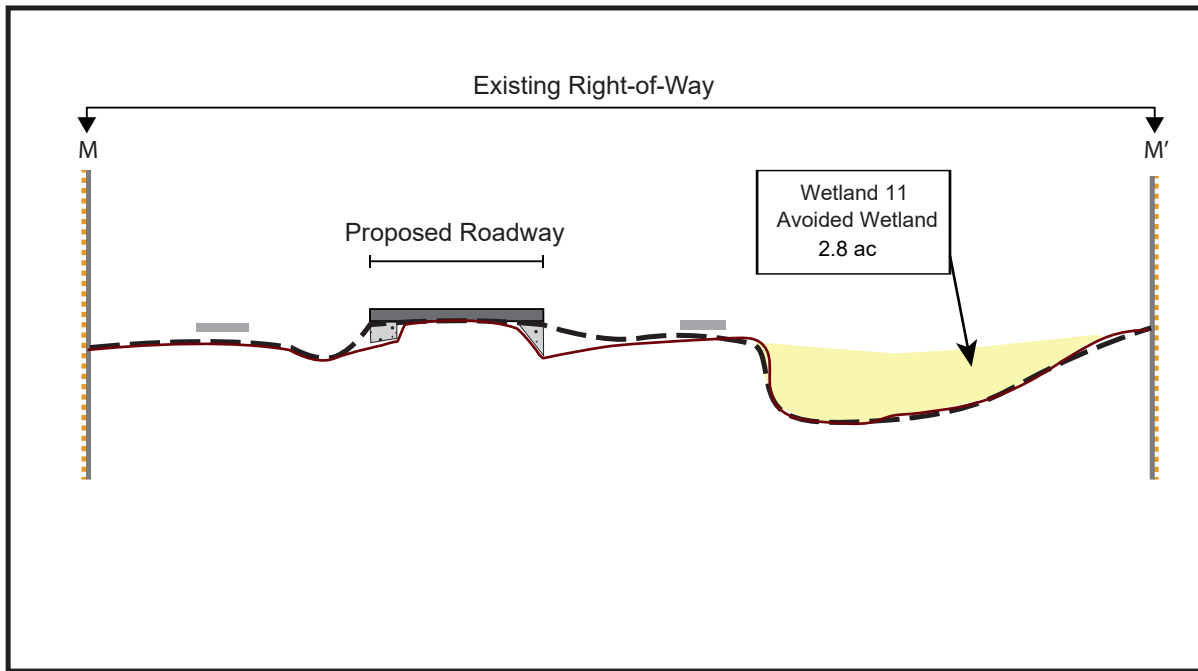 Existing Right-of-Way
M
M’
Wetland 11
Avoided Wetland
2.8 ac
Proposed Roadway